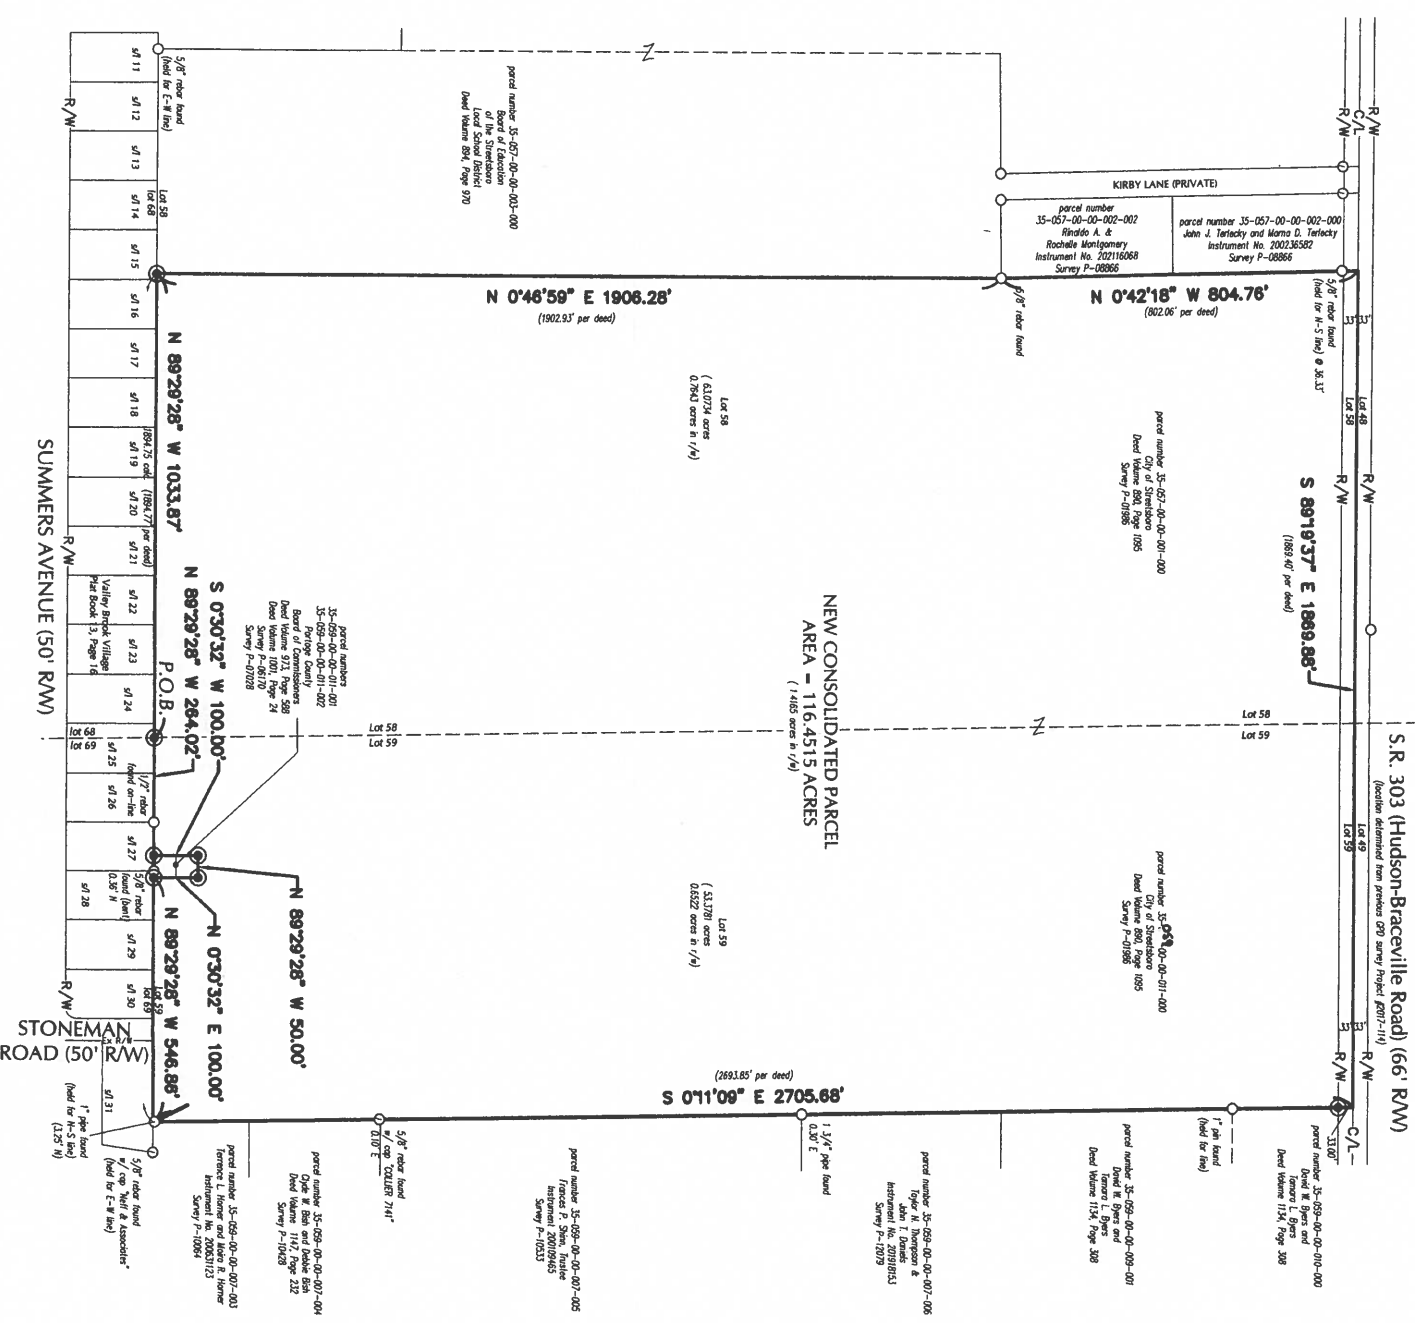 R/W
C/L
R/W
KIRBY LANE (PRIVATE)
parcel number
35-057-00-00-002-002
Rinaldo A. &
Rochelle Montgomery
Instrument No. 202116068
Survey P-08866
parcel number 35-057-00-00-002-000
John J. Terlecky and Marna D. Terlecky
Instrument No. 200236582
Survey P-08866
parcel number 35-057-00-00-003-000
Board of Education
of the Streetsboro
Local School District
Deed Volume 894, Page 970
5/8" rebar found
(held for E-W line)
s/l 11
s/l 12
s/l 13
s/l 14
s/l 15
s/l 16
s/l 17
s/l 18
s/l 19
s/l 20
s/l 21
s/l 22
s/l 23
s/l 24
s/l 25
s/l 26
s/l 27
s/l 28
s/l 29
s/l 30
s/l 31
R/W
Lot 58
lot 68
N 0°46'59" E 1906.28'
(1902.93' per deed)
N 0°42'18" W 804.76'
(802.06' per deed)
5/8" rebar found
5/8" rebar found
(held for N-S line) @ 36.33'
33'
33'
Lot 48
Lot 58
R/W
R/W
N 89°29'28" W 1033.87'
1894.75 calc.
(1894.77' per deed)
Lot 58
( 63.0734 acres
0.7643 acres in r/w)
parcel number 35-057-00-00-001-000
City of Streetsboro
Deed Volume 890, Page 1095
Survey P-01986
S 89°19'37" E 1869.88'
(1869.40' per deed)
SUMMERS AVENUE (50' R/W)
R/W
Valley Brook Village
Plat Book 13, Page 16
S 0°30'32" W 100.00'
N 89°29'28" W 264.02'
P.O.B.
parcel numbers
35-059-00-00-011-001
35-059-00-00-011-002
Portage County
Board of Commissioners
Deed Volume 973, Page 588
Deed Volume 1001, Page 24
Survey P-06170
Survey P-07028
NEW CONSOLIDATED PARCEL
AREA = 116.4515 ACRES
( 1.4165 acres in r/w)
lot 68
lot 69
Lot 58
Lot 59
Lot 58
Lot 59
S.R. 303 (Hudson-Braceville Road) (66' R/W)
(location determined from previous OPD survey Project #2017-114)
1/2" rebar
found on-line
5/8" rebar
found (bent)
0.36' N
N 89°29'28" W 50.00'
N 0°30'32" E 100.00'
N 89°29'28" W 546.86'
Lot 59
lot 69
Lot 59
( 53.3781 acres
0.6522 acres in r/w)
parcel number 35-059-00-00-011-000
City of Streetsboro
Deed Volume 890, Page 1095
Survey P-01986
Lot 49
Lot 59
33'
33'
R/W
R/W
R/W
STONEMAN
ROAD (50' R/W)
Ex R/W
(2693.85' per deed)
S 0°11'09" E 2705.68'
C/L
33.00'
1" pipe found
(held for N-S line)
(3.25' N)
5/8" rebar found
w/ cap "Neff & Associates"
(held for E-W line)
parcel number 35-059-00-00-007-003
Terrence L. Horner and Mara R. Horner
Instrument No. 200631123
Survey P-10064
parcel number 35-059-00-00-007-004
Clyde W. Bish and Debbie Bish
Deed Volume 1147, Page 232
Survey P-10428
5/8" rebar found
w/ cap "COLLIER 7141"
0.10' E
parcel number 35-059-00-00-007-005
Frances P. Shinn, Trustee
Instrument 200109465
Survey P-10533
1 3/4" pipe found
0.30' E
parcel number 35-059-00-00-007-006
Taylor N. Thompson &
John T. Daniels
Instrument No. 201918153
Survey P-12079
parcel number 35-059-00-00-009-001
David W. Byers and
Tamara L. Byers
Deed Volume 1134, Page 308
1" pin found
(held for line)
parcel number 35-059-00-00-010-000
David W. Byers and
Tamara L. Byers
Deed Volume 1134, Page 308